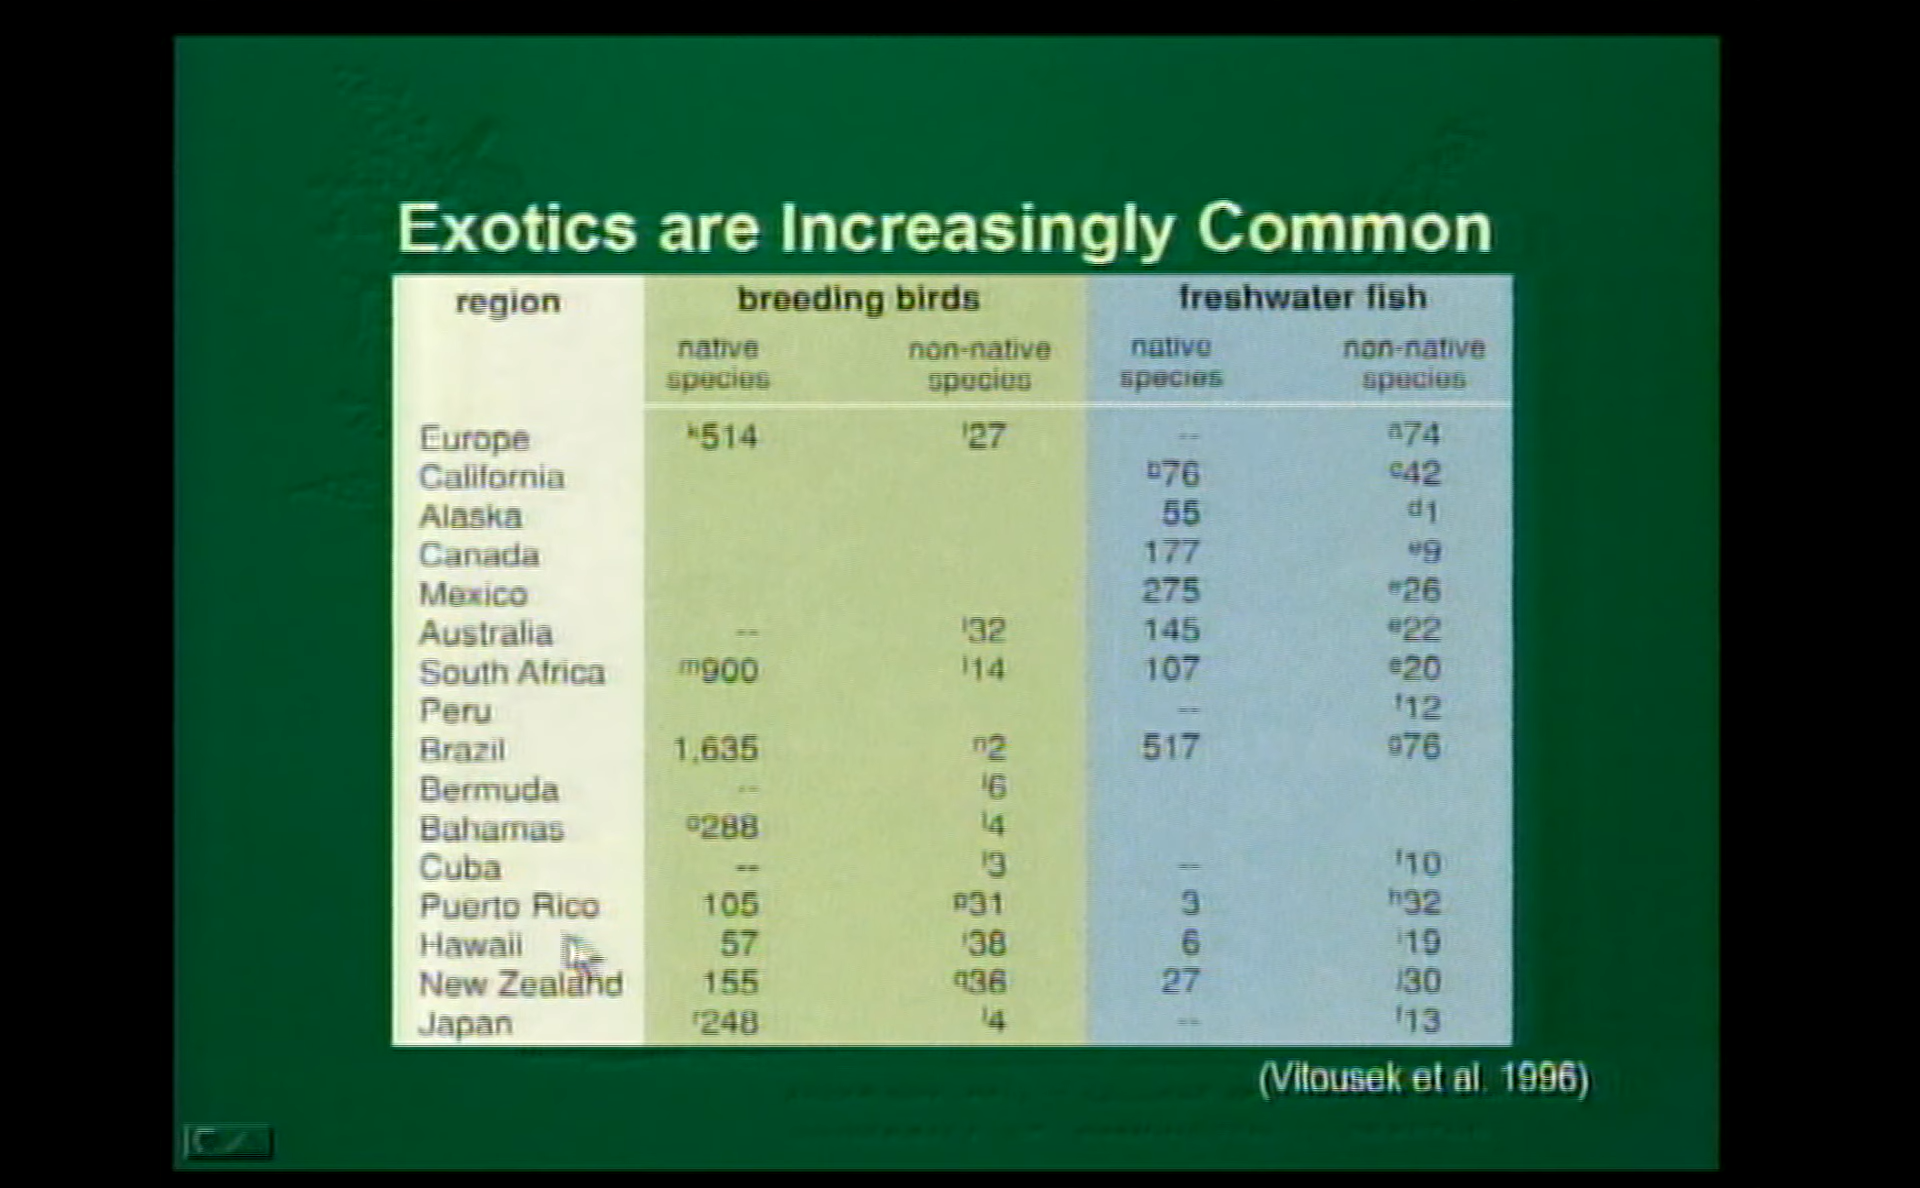 Exotics are Increasingly Common
region breeding birds freshwater fish
native species non-native species native species non-native species
Europe k514 l27 -- a74
California b76 c42
Alaska 55 d1
Canada 177 e9
Mexico 275 e26
Australia -- l32 145 e22
South Africa m900 l14 107 e20
Peru -- f12
Brazil 1,635 n2 517 g76
Bermuda -- l6
Bahamas o288 l4
Cuba -- l3 -- f10
Puerto Rico 105 p31 3 h32
Hawaii 57 l38 6 i19
New Zealand 155 q36 27 j30
Japan r248 l4 -- f13
(Vitousek et al. 1996)